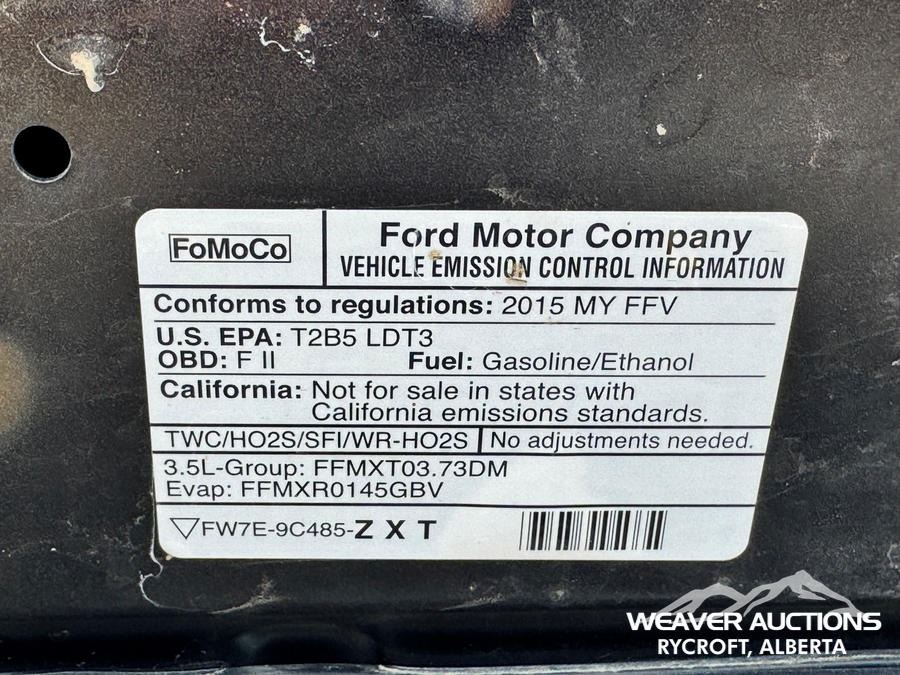 FoMoCo
Ford Motor Company
VEHICLE EMISSION CONTROL INFORMATION
Conforms to regulations: 2015 MY FFV
U.S. EPA: T2B5 LDT3
OBD: F II Fuel: Gasoline/Ethanol
California: Not for sale in states with
California emissions standards.
TWC/HO2S/SFI/WR-HO2S No adjustments needed.
3.5L-Group: FFMXT03.73DM
Evap: FFMXR0145GBV
FW7E-9C485-Z X T
WEAVER AUCTIONS
RYCROFT, ALBERTA